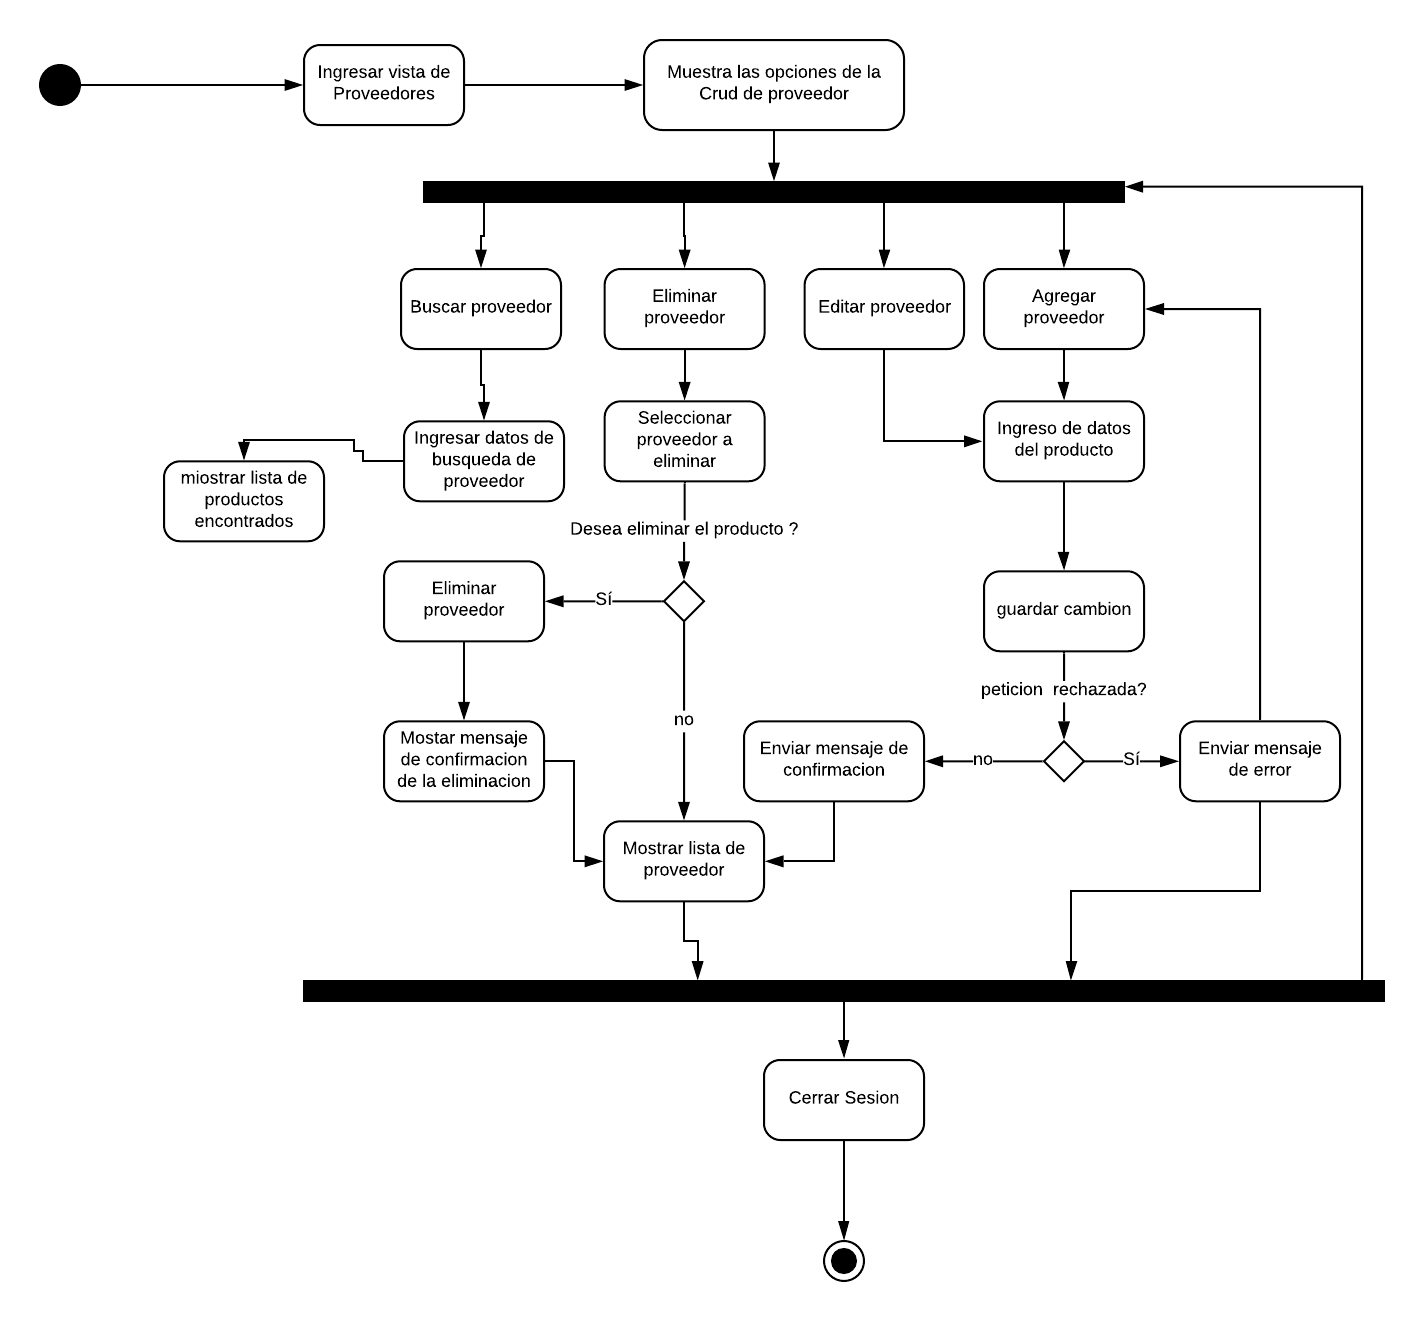 Ingresar vista de
Proveedores
Muestra las opciones de la
Crud de proveedor
Buscar proveedor
Eliminar
proveedor
Editar proveedor
Agregar
proveedor
Ingresar datos de
busqueda de
proveedor
miostrar lista de
productos
encontrados
Seleccionar
proveedor a
eliminar
Ingreso de datos
del producto
Desea eliminar el producto ?
Eliminar
proveedor
Sí
guardar cambion
peticion  rechazada?
no
Mostar mensaje
de confirmacion
de la eliminacion
Enviar mensaje de
confirmacion
no
Sí
Enviar mensaje
de error
Mostrar lista de
proveedor
Cerrar Sesion